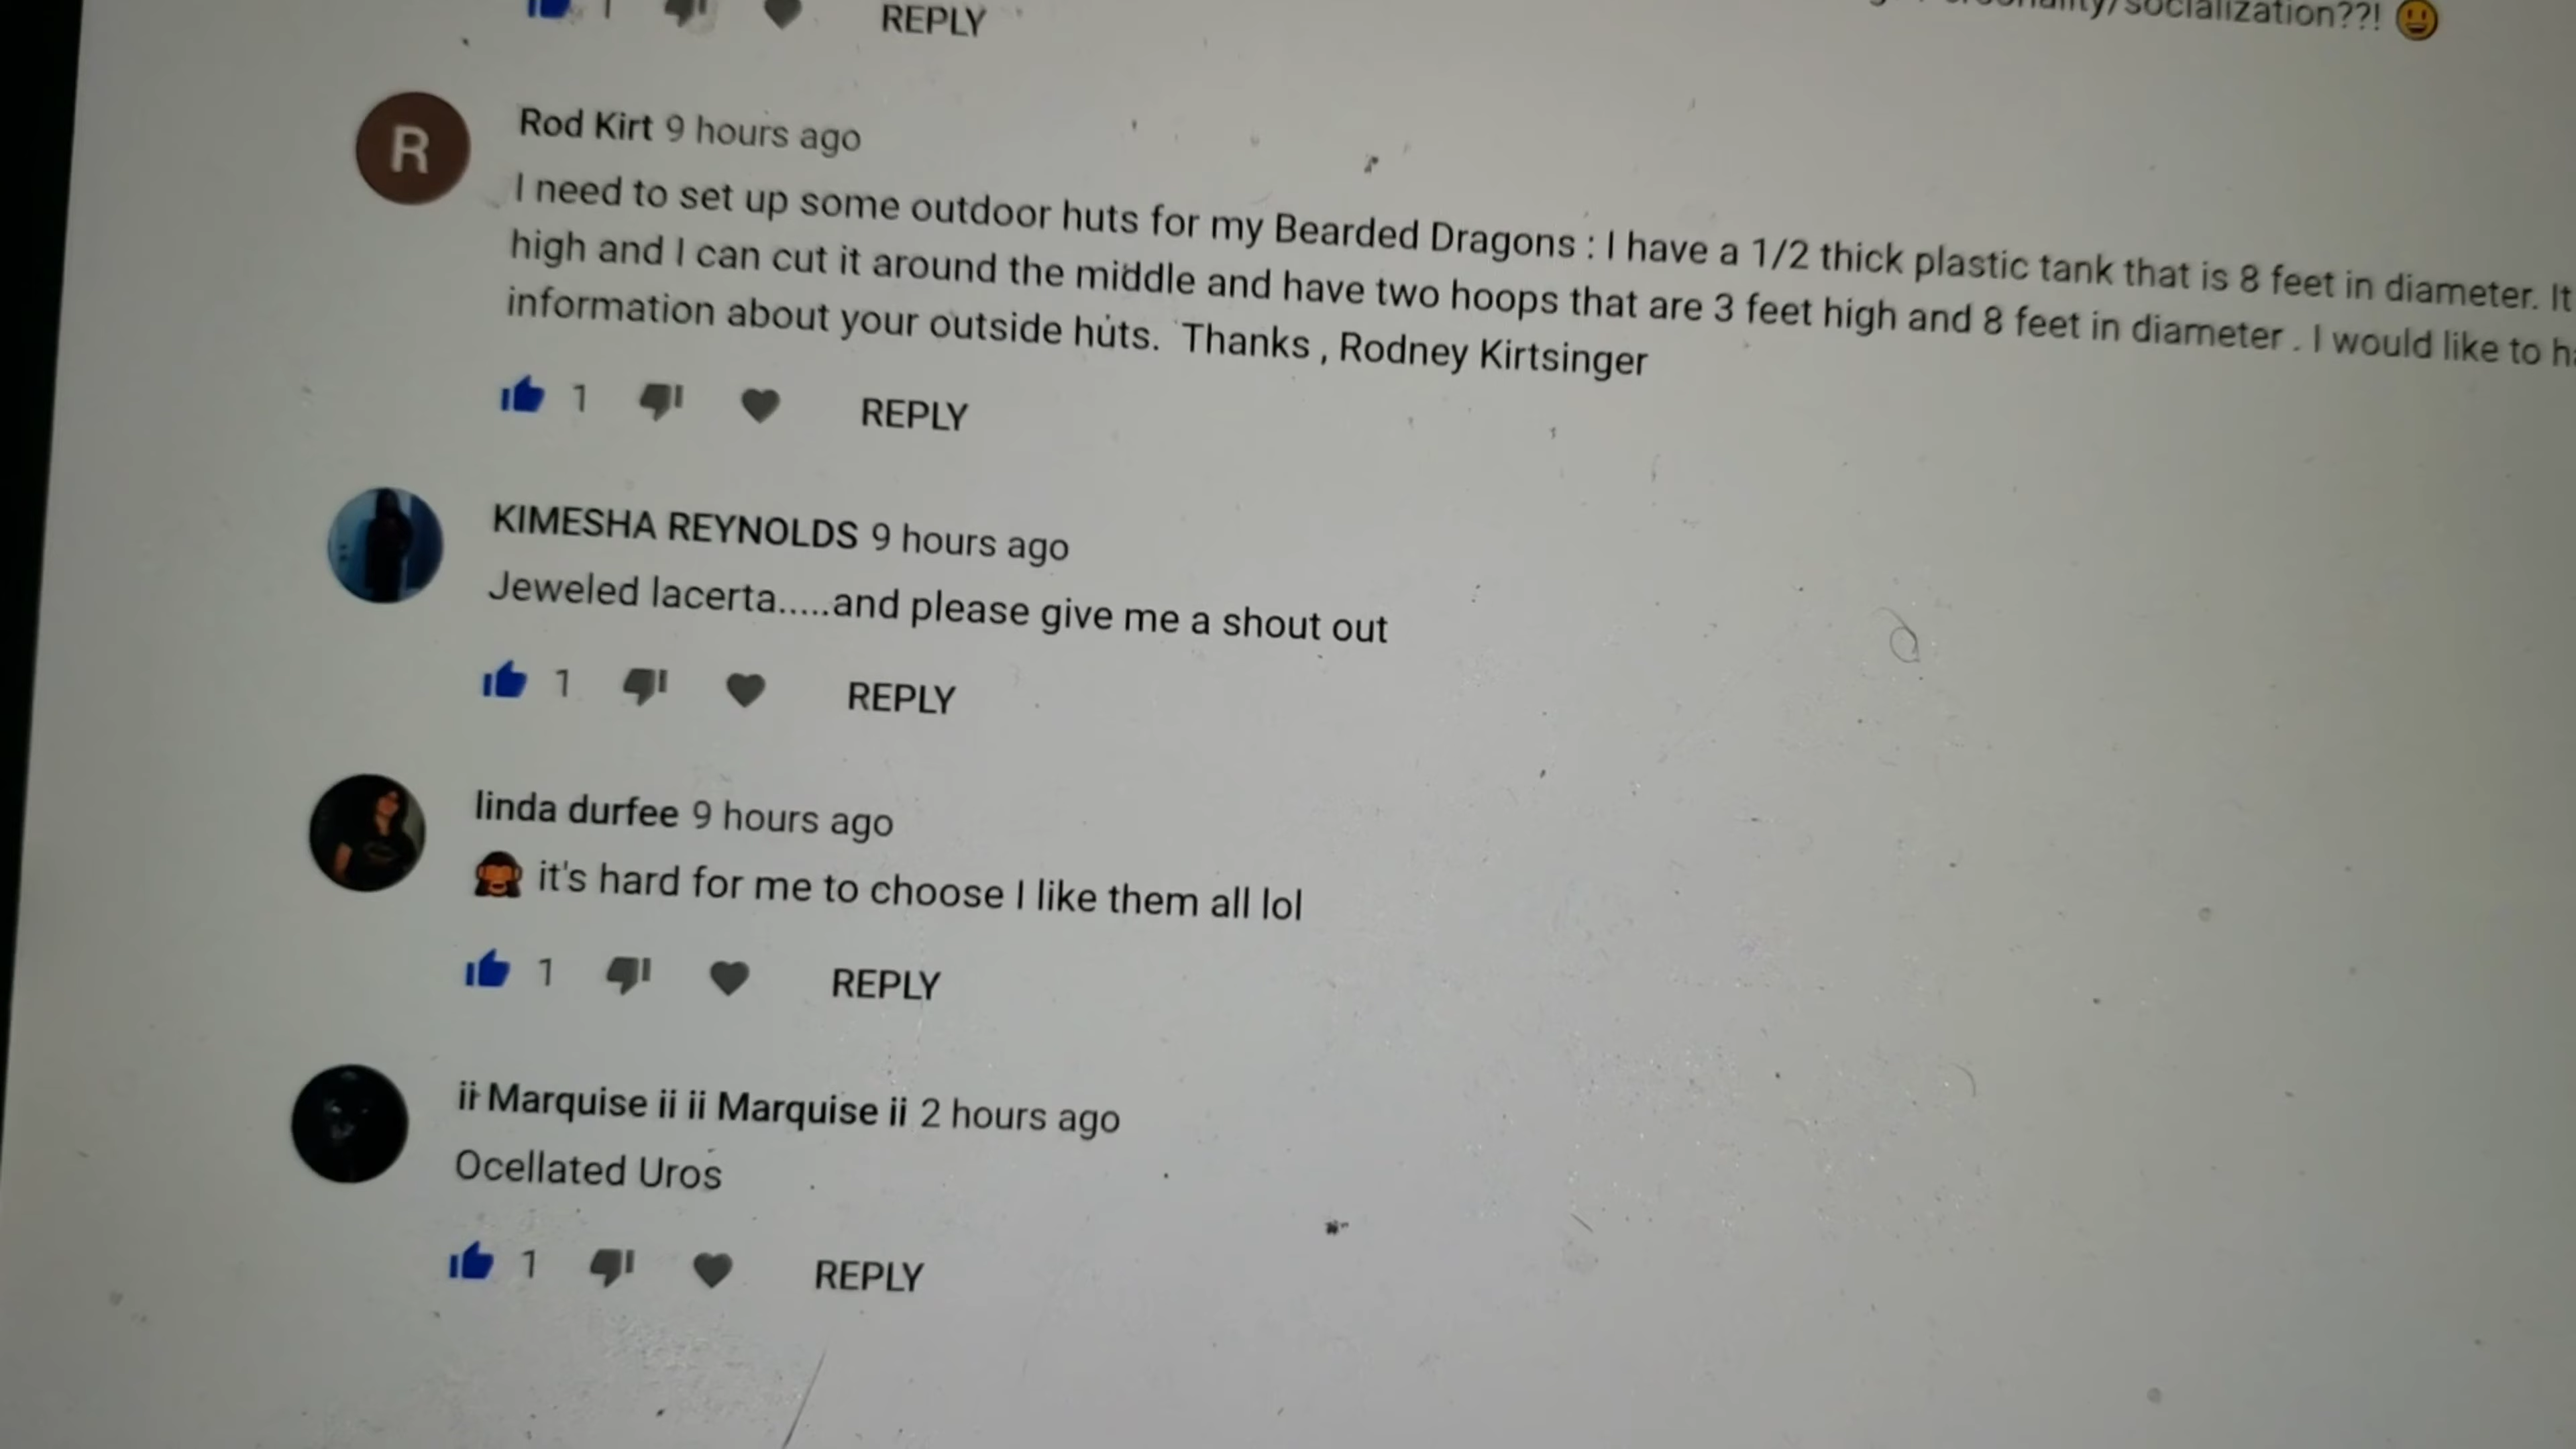 1 REPLY
socialization??! 😃
R
Rod Kirt 9 hours ago
I need to set up some outdoor huts for my Bearded Dragons : I have a 1/2 thick plastic tank that is 8 feet in diameter. It
high and I can cut it around the middle and have two hoops that are 3 feet high and 8 feet in diameter . I would like to
information about your outside huts. Thanks , Rodney Kirtsinger
1 REPLY
KIMESHA REYNOLDS 9 hours ago
Jeweled lacerta.....and please give me a shout out
1 REPLY
linda durfee 9 hours ago
🙈 it's hard for me to choose I like them all lol
1 REPLY
ii Marquise ii ii Marquise ii 2 hours ago
Ocellated Uros
1 REPLY